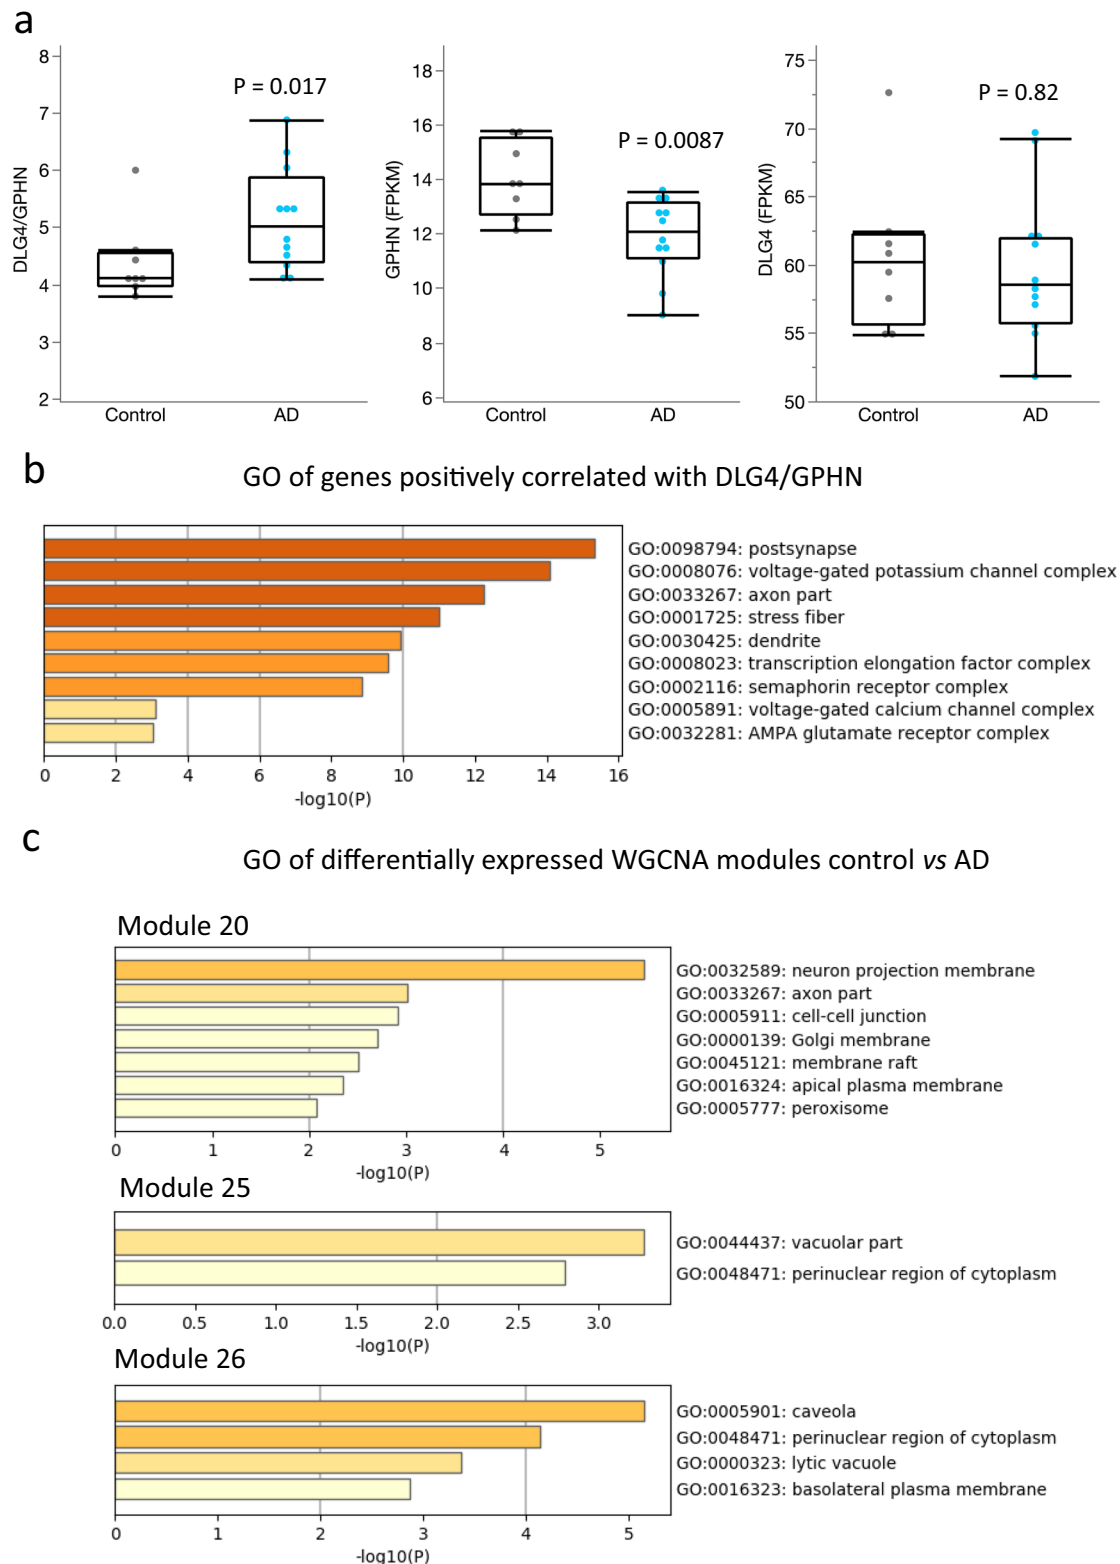 a
8
7
6
5
4
3
2
DLG4/GPHN
P = 0.017
Control
AD
18
16
14
12
10
8
6
GPHN (FPKM)
P = 0.0087
Control
AD
75
70
65
60
55
50
DLG4 (FPKM)
P = 0.82
Control
AD
b
GO of genes positively correlated with DLG4/GPHN
GO:0098794: postsynapse
GO:0008076: voltage-gated potassium channel complex
GO:0033267: axon part
GO:0001725: stress fiber
GO:0030425: dendrite
GO:0008023: transcription elongation factor complex
GO:0002116: semaphorin receptor complex
GO:0005891: voltage-gated calcium channel complex
GO:0032281: AMPA glutamate receptor complex
0 2 4 6 8 10 12 14 16
-log10(P)
c
GO of differentially expressed WGCNA modules control vs AD
Module 20
GO:0032589: neuron projection membrane
GO:0033267: axon part
GO:0005911: cell-cell junction
GO:0000139: Golgi membrane
GO:0045121: membrane raft
GO:0016324: apical plasma membrane
GO:0005777: peroxisome
0 1 2 3 4 5
-log10(P)
Module 25
GO:0044437: vacuolar part
GO:0048471: perinuclear region of cytoplasm
0.0 0.5 1.0 1.5 2.0 2.5 3.0
-log10(P)
Module 26
GO:0005901: caveola
GO:0048471: perinuclear region of cytoplasm
GO:0000323: lytic vacuole
GO:0016323: basolateral plasma membrane
0 1 2 3 4 5
-log10(P)